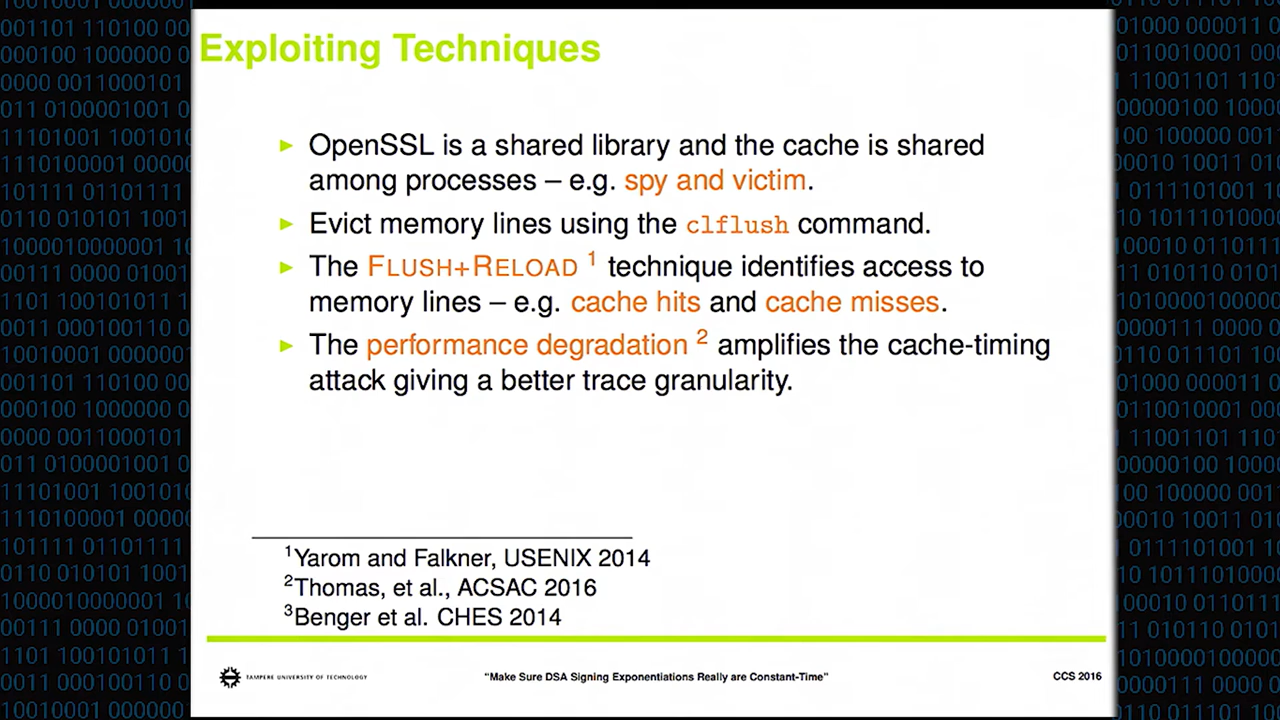 Exploiting Techniques
► OpenSSL is a shared library and the cache is shared
among processes – e.g. spy and victim.
► Evict memory lines using the clflush command.
► The FLUSH+RELOAD ¹ technique identifies access to
memory lines – e.g. cache hits and cache misses.
► The performance degradation ² amplifies the cache-timing
attack giving a better trace granularity.
¹Yarom and Falkner, USENIX 2014
²Thomas, et al., ACSAC 2016
³Benger et al. CHES 2014
TAMPERE UNIVERSITY OF TECHNOLOGY
"Make Sure DSA Signing Exponentiations Really are Constant-Time"
CCS 2016